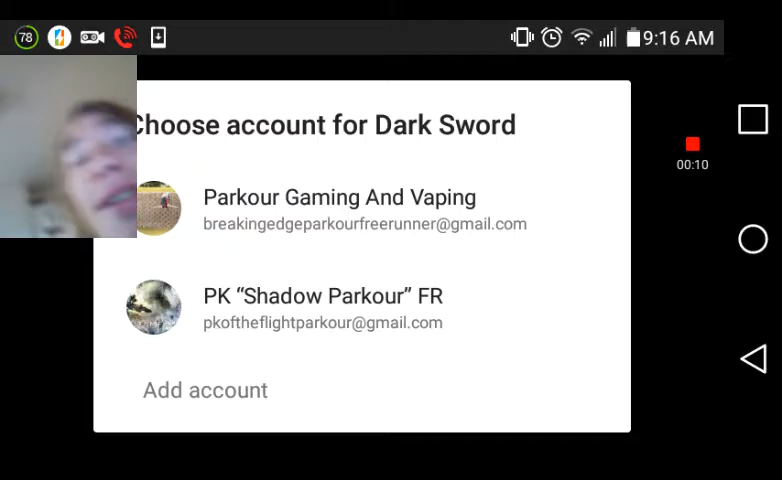 78
9:16 AM
Choose account for Dark Sword
00:10
Parkour Gaming And Vaping
breakingedgeparkourfreerunner@gmail.com
PK “Shadow Parkour” FR
pkoftheflightparkour@gmail.com
Add account